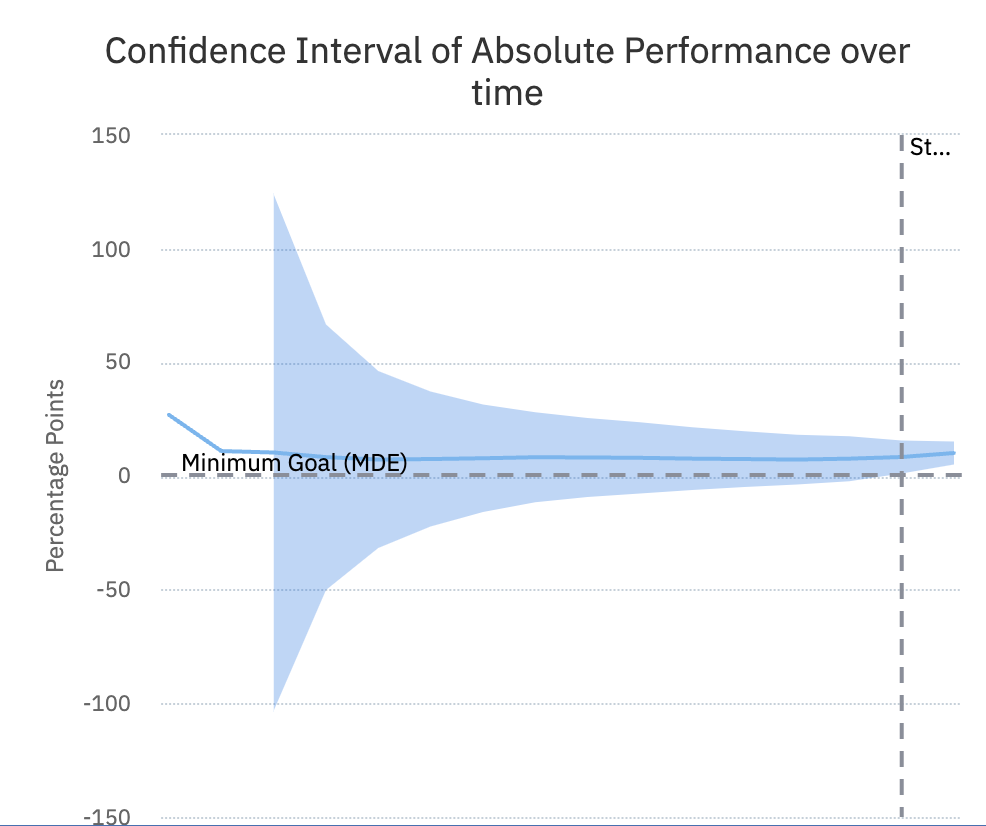 Confidence Interval of Absolute Performance over
time
150
St...
100
50
Minimum Goal (MDE)
0
-50
-100
-150
Percentage Points